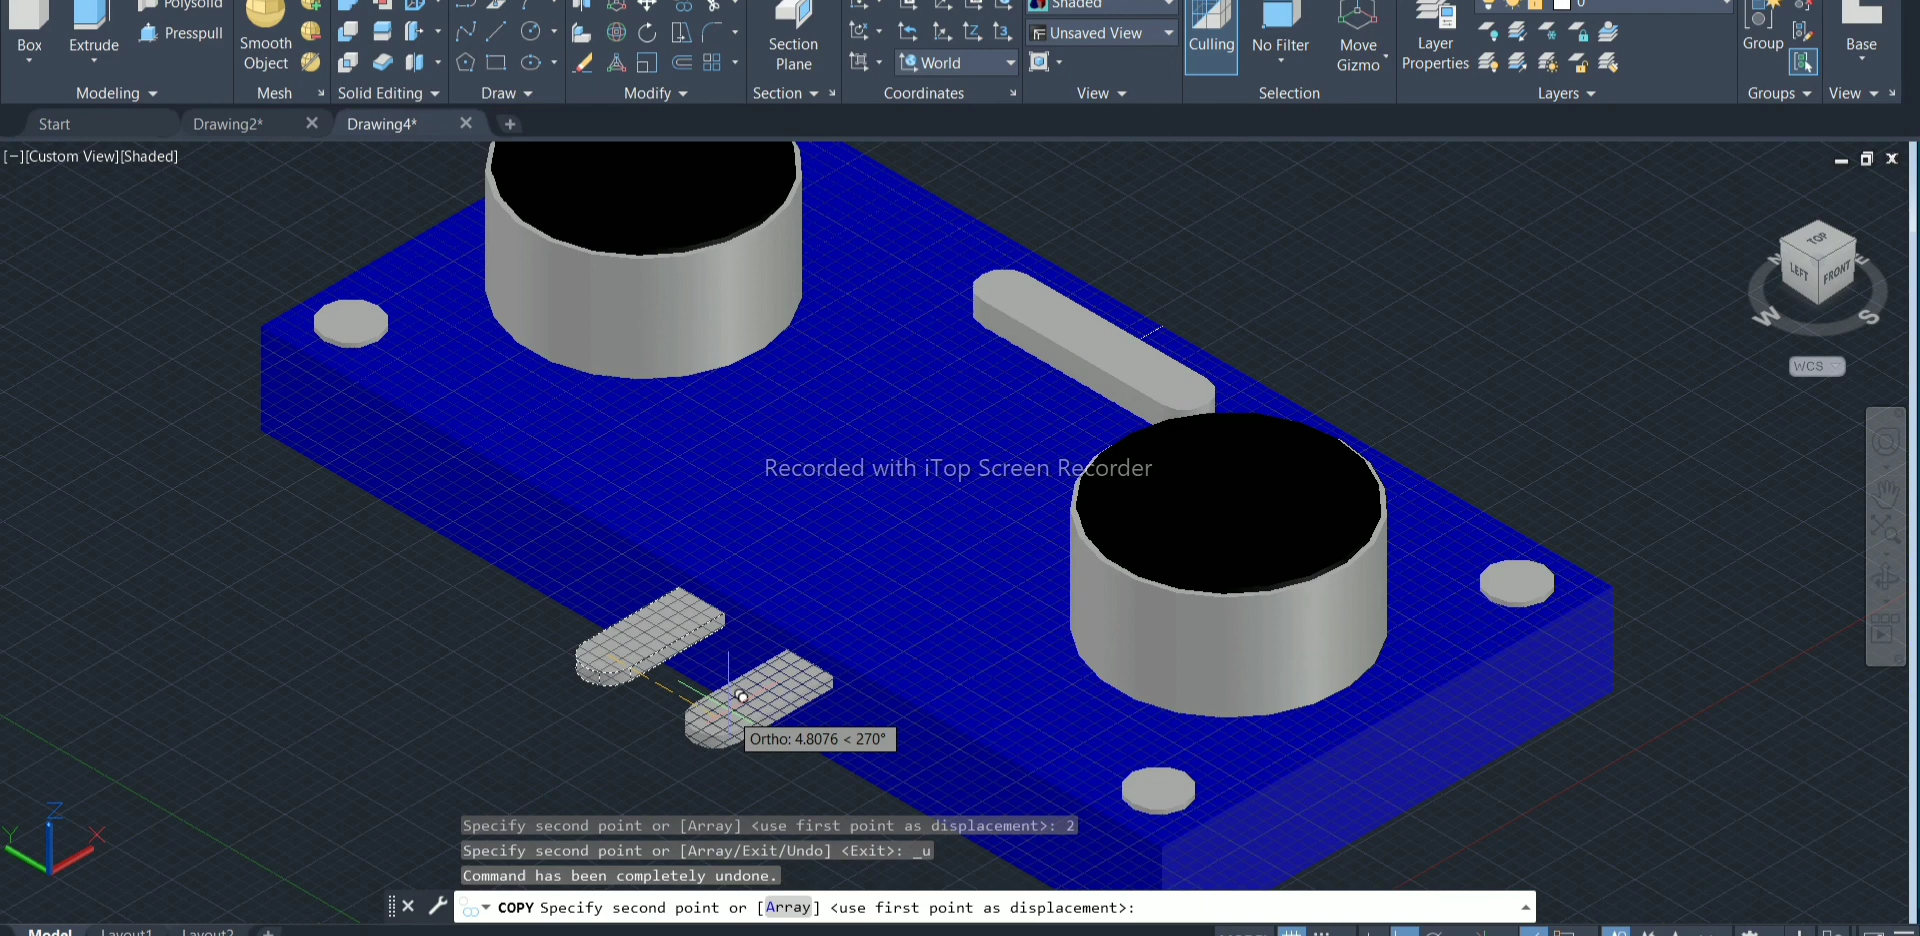 Polysolid
Shaded
0
Box
Extrude
Presspull
Smooth
Object
Section
Plane
World
Unsaved View
Culling
No Filter
Move
Gizmo
Layer
Properties
Group
Base
Modeling
Mesh
Solid Editing
Draw
Modify
Section
Coordinates
View
Selection
Layers
Groups
View
Start
Drawing2*
Drawing4*
[−][Custom View][Shaded]
TOP
LEFT
FRONT
W
S
WCS
Recorded with iTop Screen Recorder
Ortho: 4.8076 < 270°
Z
Y
X
Specify second point or [Array] <use first point as displacement>: 2
Specify second point or [Array/Exit/Undo] <Exit>: _u
Command has been completely undone.
COPY Specify second point or [Array] <use first point as displacement>:
Model
Layout1
Layout2